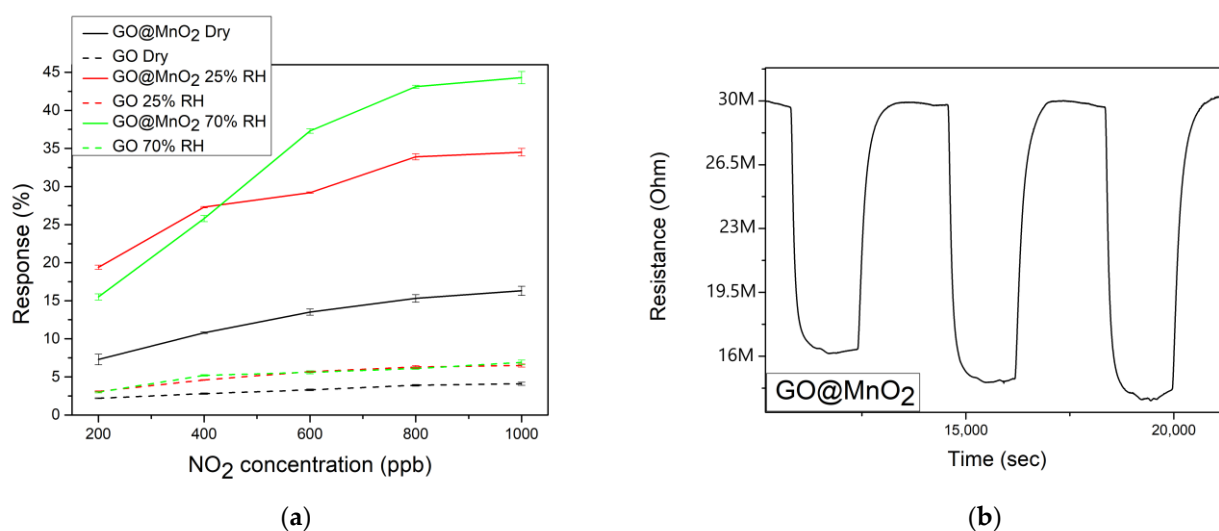 GO@MnO2 Dry
GO Dry
GO@MnO2 25% RH
GO 25% RH
GO@MnO2 70% RH
GO 70% RH
45
40
35
30
25
20
15
10
5
0
Response (%)
200 400 600 800 1000
NO2 concentration (ppb)
(a)
30M
26.5M
23M
19.5M
16M
Resistance (Ohm)
GO@MnO2
15,000 20,000
Time (sec)
(b)